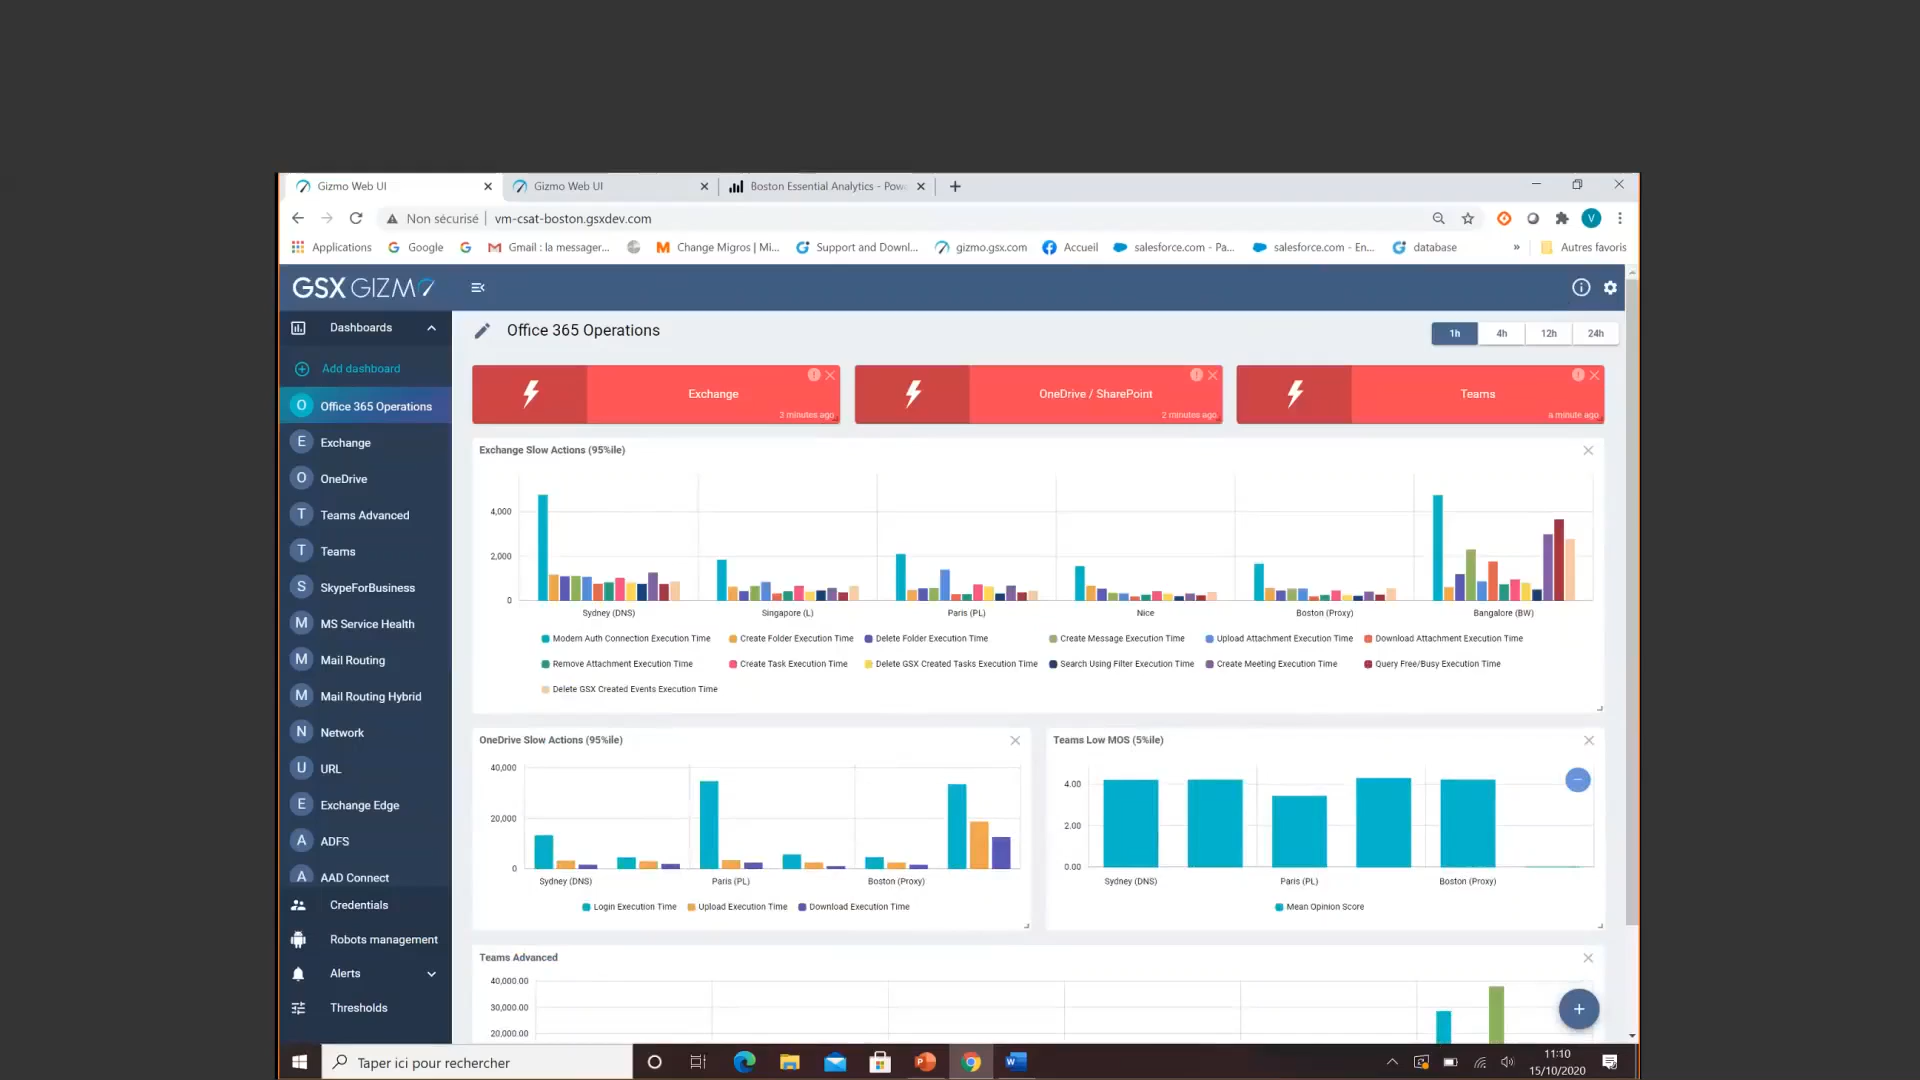 Gizmo Web UI
Gizmo Web UI
Boston Essential Analytics - Pow
Non sécurisé
vm-csat-boston.gsxdev.com
V
Applications
Google
Gmail : la messager...
Change Migros | Mi...
Support and Downl...
gizmo.gsx.com
Accueil
salesforce.com - Pa...
salesforce.com - En...
database
»
Autres favoris
GSX GIZMO
Dashboards
Add dashboard
O Office 365 Operations
E Exchange
O OneDrive
T Teams Advanced
T Teams
S SkypeForBusiness
M MS Service Health
M Mail Routing
M Mail Routing Hybrid
N Network
U URL
E Exchange Edge
A ADFS
A AAD Connect
Credentials
Robots management
Alerts
Thresholds
Office 365 Operations
1h 4h 12h 24h
Exchange
OneDrive / SharePoint
2 minutes ago
Teams
a minute ago
Exchange Slow Actions (95%ile)
4,000
2,000
0
Sydney (DNS) Singapore (L) Paris (PL) Nice Boston (Proxy) Bangalore (BW)
Modern Auth Connection Execution Time Create Folder Execution Time Delete Folder Execution Time Create Message Execution Time Upload Attachment Execution Time Download Attachment Execution Time
Remove Attachment Execution Time Create Task Execution Time Delete GSX Created Tasks Execution Time Search Using Filter Execution Time Create Meeting Execution Time Query Free/Busy Execution Time
Delete GSX Created Events Execution Time
OneDrive Slow Actions (95%ile)
40,000
20,000
0
Sydney (DNS) Paris (PL) Boston (Proxy)
Login Execution Time Upload Execution Time Download Execution Time
Teams Low MOS (5%ile)
4.00
2.00
0.00
Sydney (DNS) Paris (PL) Boston (Proxy)
Mean Opinion Score
Teams Advanced
40,000.00
30,000.00
20,000.00
Taper ici pour rechercher
11:10
15/10/2020